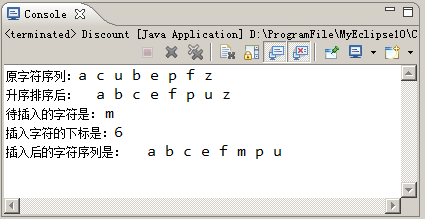 Console
<terminated> Discount [Java Application] D:\ProgramFile\MyEclipse10\C
原字符序列：a c u b e p f z
升序排序后： a b c e f p u z
待插入的字符是：m
插入字符的下标是：6
插入后的字符序列是： a b c e f m p u